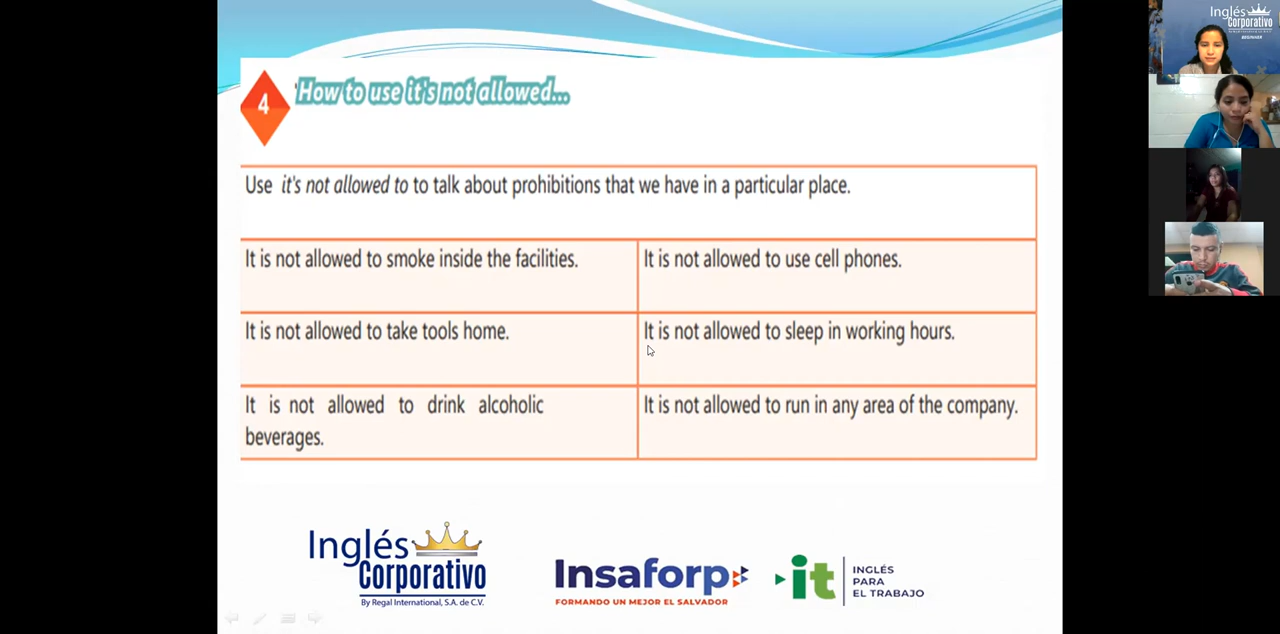 4
How to use it's not allowed...
Use it's not allowed to to talk about prohibitions that we have in a particular place.
It is not allowed to smoke inside the facilities.
It is not allowed to use cell phones.
It is not allowed to take tools home.
It is not allowed to sleep in working hours.
It is not allowed to drink alcoholic
beverages.
It is not allowed to run in any area of the company.
Inglés
Corporativo
By Regal International, S.A. de C.V.
Insaforp
FORMANDO UN MEJOR EL SALVADOR
it
INGLÉS
PARA
EL TRABAJO
Inglés
Corporativo
BEGINNER